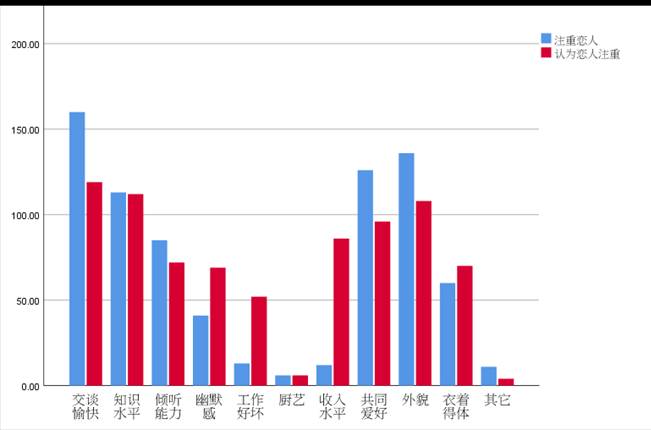 200.00
150.00
100.00
50.00
0.00
注重恋人
认为恋人注重
交谈
愉快
知识
水平
倾听
能力
幽默
感
工作
好坏
厨艺
收入
水平
共同
爱好
外貌
衣着
得体
其它